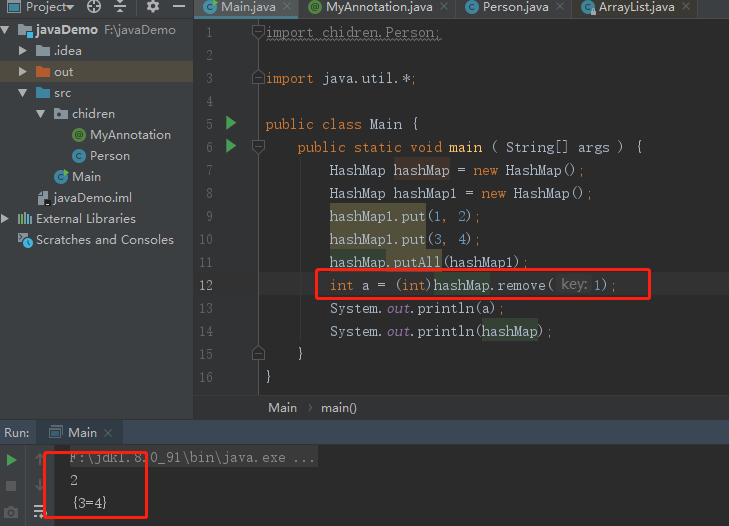 Project
Main.java
MyAnnotation.java
Person.java
ArrayList.java
javaDemo F:\javaDemo
.idea
out
src
chidren
MyAnnotation
Person
Main
javaDemo.iml
External Libraries
Scratches and Consoles
1 import chidren.Person;
2
3 import java.util.*;
4
5 public class Main {
6 public static void main ( String[] args ) {
7 HashMap hashMap = new HashMap();
8 HashMap hashMap1 = new HashMap();
9 hashMap1.put(1, 2);
10 hashMap1.put(3, 4);
11 hashMap.putAll(hashMap1);
12 int a = (int)hashMap.remove( key: 1);
13 System.out.println(a);
14 System.out.println(hashMap);
15 }
16 }
Main › main()
Run: Main
F:\jdk1.8.0_91\bin\java.exe ...
2
{3=4}